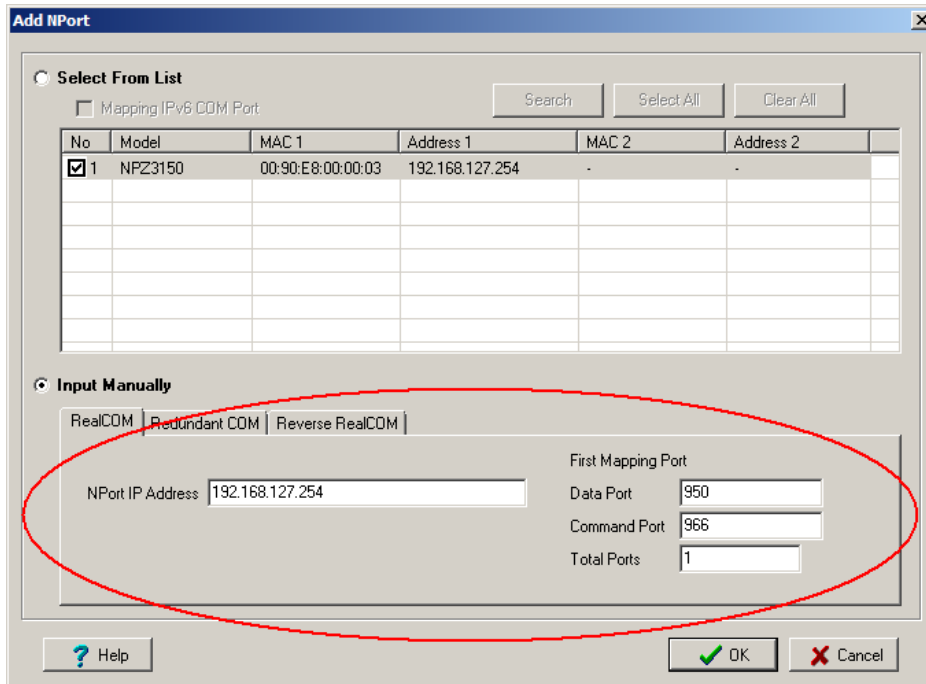 Add NPort
Select From List
Mapping IPv6 COM Port
Search
Select All
Clear All
No Model MAC 1 Address 1 MAC 2 Address 2
1 NPZ3150 00:90:E8:00:00:03 192.168.127.254 - -
Input Manually
RealCOM Redundant COM Reverse RealCOM
First Mapping Port
NPort IP Address 192.168.127.254 Data Port 950
Command Port 966
Total Ports 1
? Help
OK
Cancel